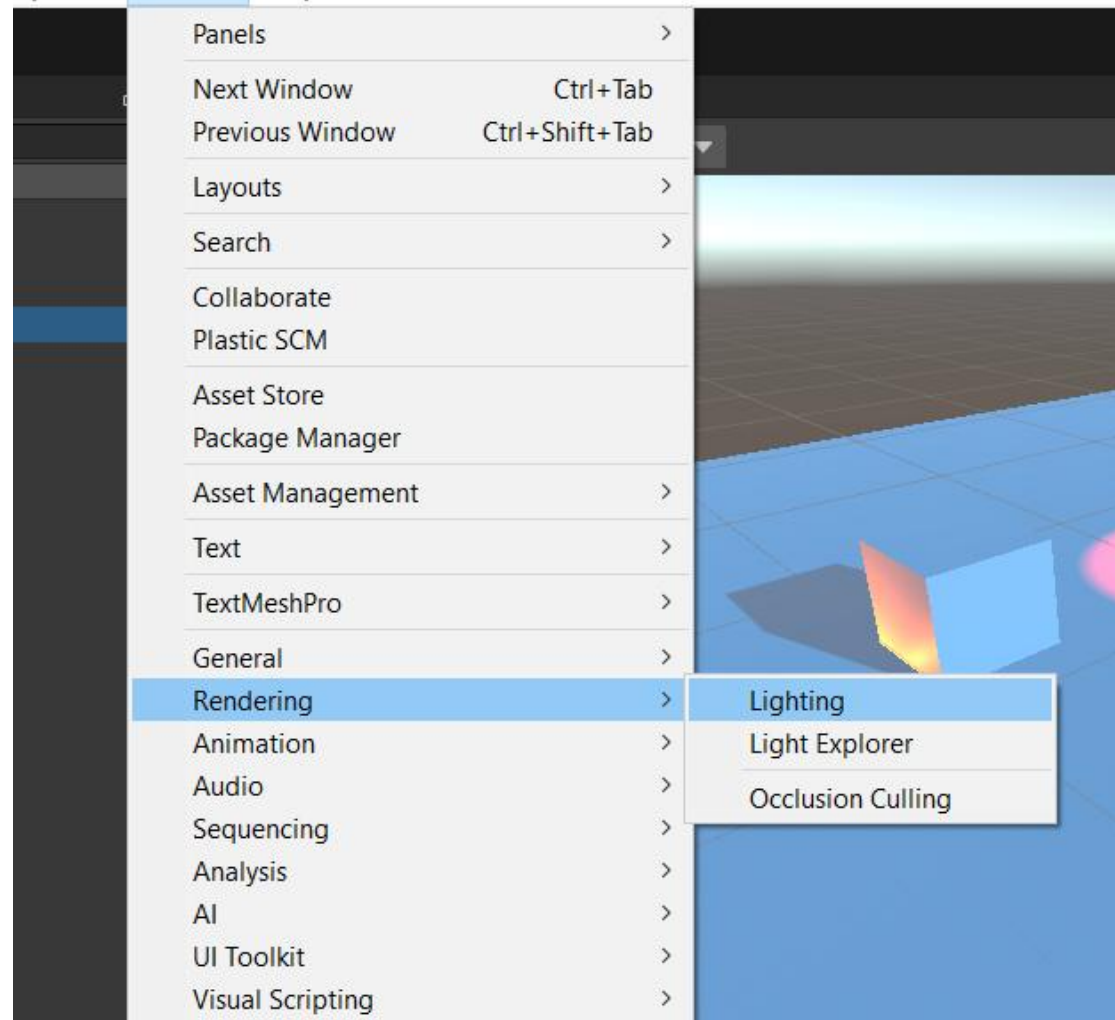 Panels
Next Window Ctrl+Tab
Previous Window Ctrl+Shift+Tab
Layouts
Search
Collaborate
Plastic SCM
Asset Store
Package Manager
Asset Management
Text
TextMeshPro
General
Rendering
Lighting
Animation
Light Explorer
Audio
Occlusion Culling
Sequencing
Analysis
AI
UI Toolkit
Visual Scripting